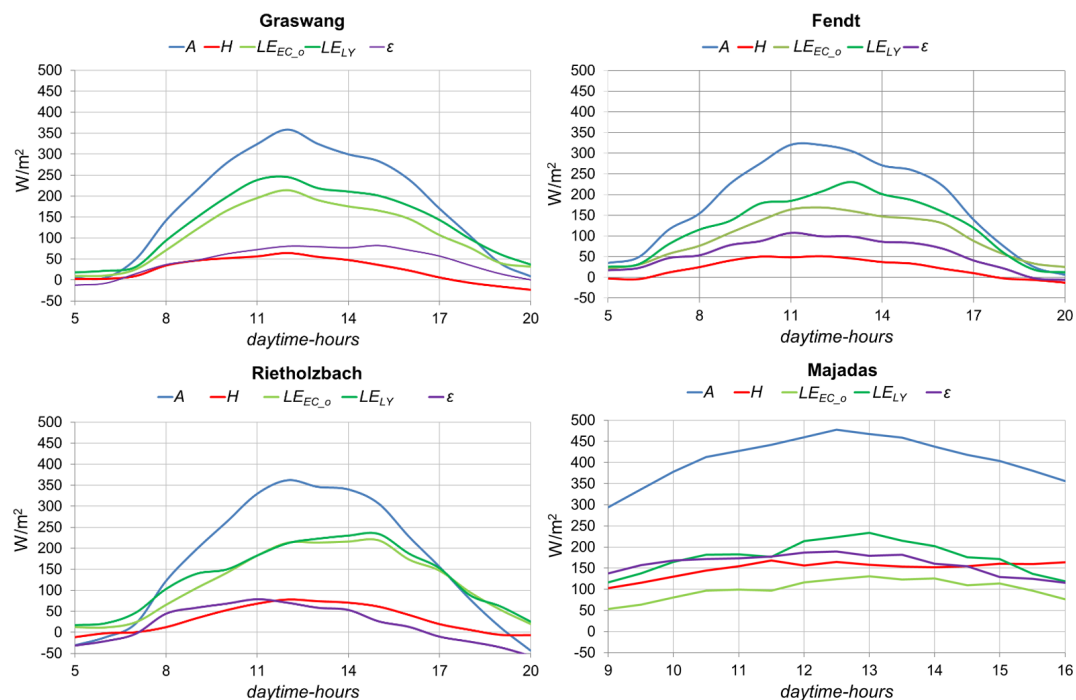 Graswang
A H LE_EC_o LE_LY ε
500
450
400
350
300
250
200
150
100
50
0
-50
W/m²
5 8 11 14 17 20
daytime-hours
Fendt
A H LE_EC_o LE_LY ε
500
450
400
350
300
250
200
150
100
50
0
-50
W/m²
5 8 11 14 17 20
daytime-hours
Rietholzbach
A H LE_EC_o LE_LY ε
500
450
400
350
300
250
200
150
100
50
0
-50
W/m²
5 8 11 14 17 20
daytime-hours
Majadas
A H LE_EC_o LE_LY ε
500
450
400
350
300
250
200
150
100
50
0
-50
W/m²
9 10 11 12 13 14 15 16
daytime-hours